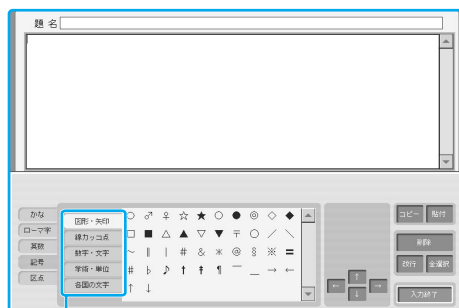 題 名
かな
ローマ字
英数
記号
区点
図形・矢印
線カッコ点
数字・文字
学術・単位
各国の文字
♂ ♀ ☆ ★ ○ ● ◎ ◇ ◆
□ ■ △ ▲ ▽ ▼ 〒 ○ ／ ＼
～ ∥ ｜ # & ＊ @ § ※ 〓
# ♭ ♪ † ‡ ¶ ￣ ＿ → ←
↑ ↓
↑
← →
↓
コピー 貼付
削除
改行 全選択
入力終了